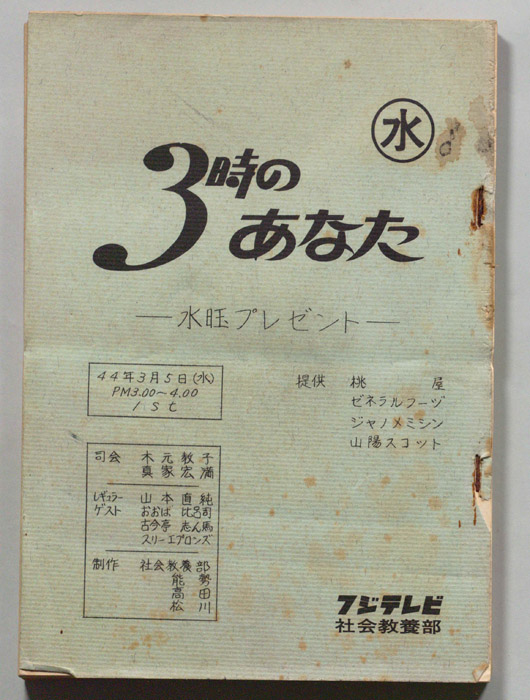 水
3時の
あなた
―水旺プレゼント―
44年3月5日(水)
PM3.00~4.00
1st
提供 桃屋
ゼネラルフーヅ
ジャノメミシン
山陽スコット
司会 木元教子
真家宏満
レギュラーゲスト 山本直純
おおば比呂司
古今亭志ん馬
スリーエプロンズ
制作 社会教養部
能勢
高田
松川
フジテレビ
社会教養部